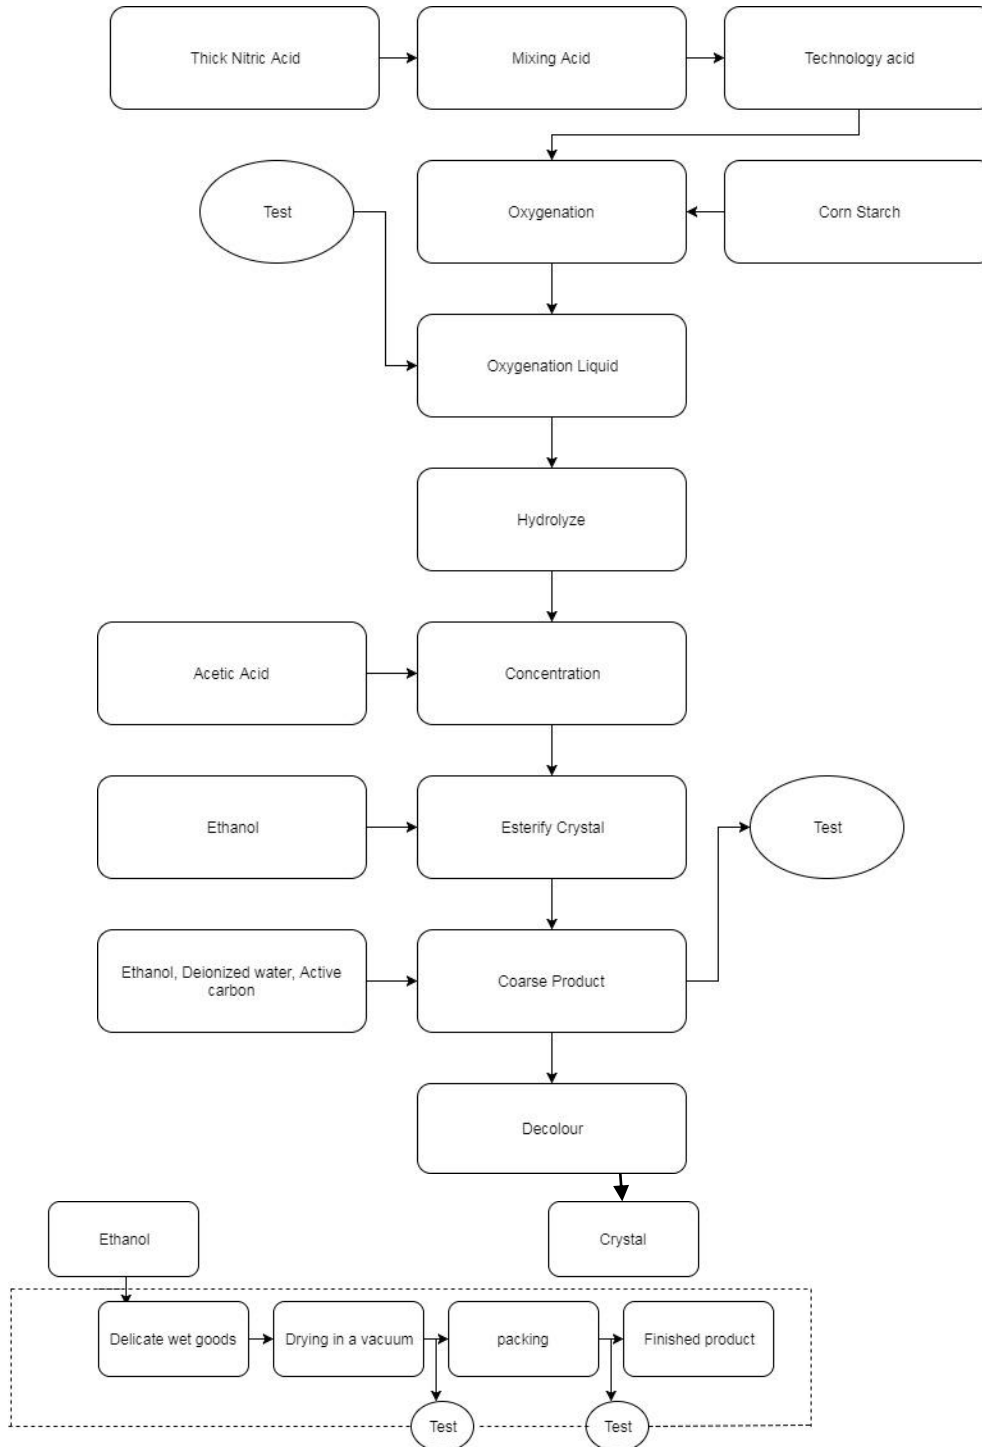 Thick Nitric Acid
Mixing Acid
Technology acid
Test
Oxygenation
Corn Starch
Oxygenation Liquid
Hydrolyze
Acetic Acid
Concentration
Ethanol
Esterify Crystal
Test
Ethanol, Deionized water, Active
carbon
Coarse Product
Decolour
Ethanol
Crystal
Delicate wet goods
Drying in a vacuum
packing
Finished product
Test
Test